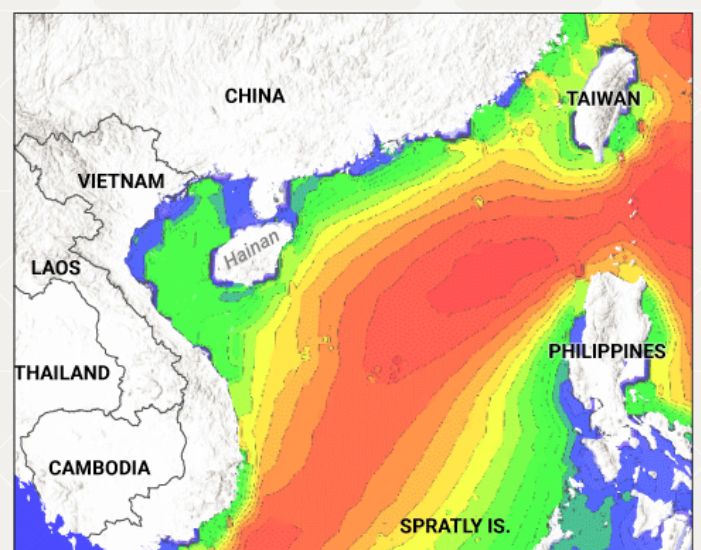 CHINA
TAIWAN
VIETNAM
Hainan
LAOS
PHILIPPINES
THAILAND
CAMBODIA
SPRATLY IS.